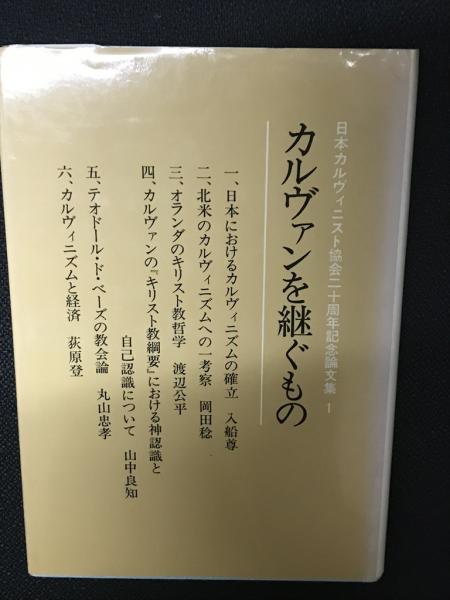 日本カルヴィニスト協会二十周年記念論文集 1
カルヴァンを継ぐもの
一、日本におけるカルヴィニズムの確立 入船尊
二、北米のカルヴィニズムへの一考察 岡田稔
三、オランダのキリスト教哲学 渡辺公平
四、カルヴァンの『キリスト教綱要』における神認識と
自己認識について 山中良知
五、テオドール・ド・ベーズの教会論 丸山忠孝
六、カルヴィニズムと経済 荻原登